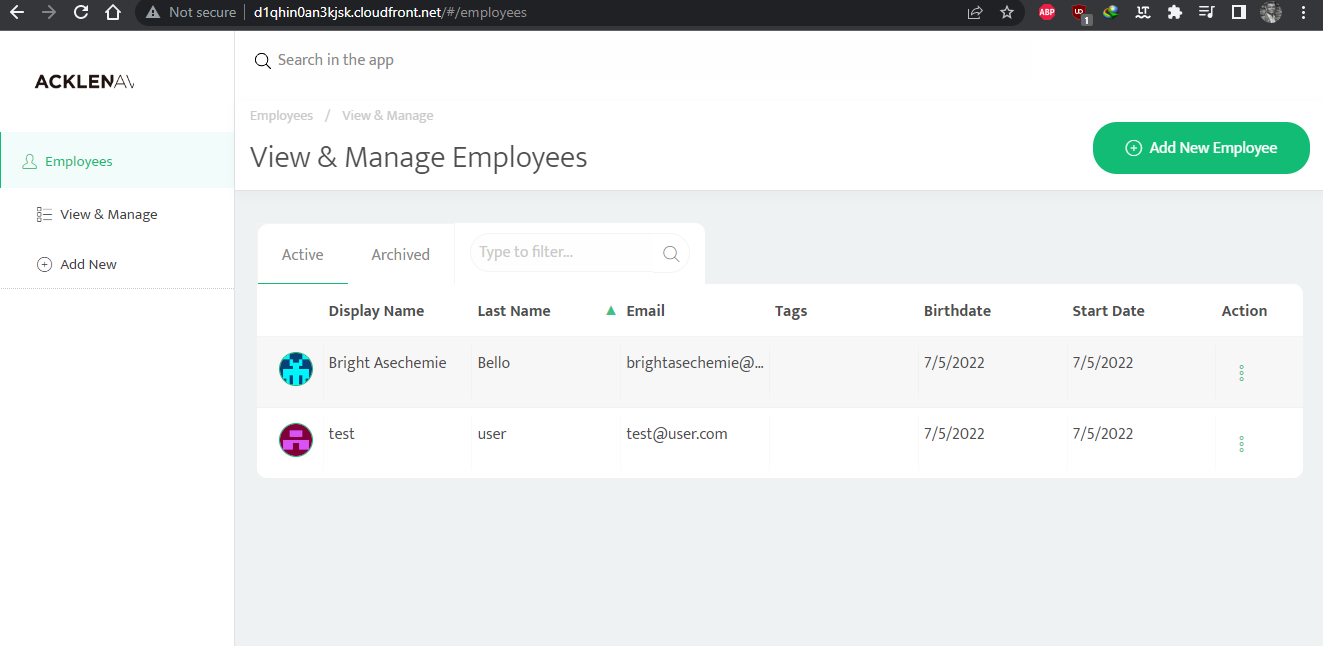 Not secure d1qhin0an3kjsk.cloudfront.net/#/employees
ABP
UD
1
ACKLENAV
Search in the app
Employees / View & Manage
View & Manage Employees
Add New Employee
Employees
View & Manage
Add New
Active Archived Type to filter...
Display Name Last Name Email Tags Birthdate Start Date Action
Bright Asechemie Bello brightasechemie@... 7/5/2022 7/5/2022
test user test@user.com 7/5/2022 7/5/2022